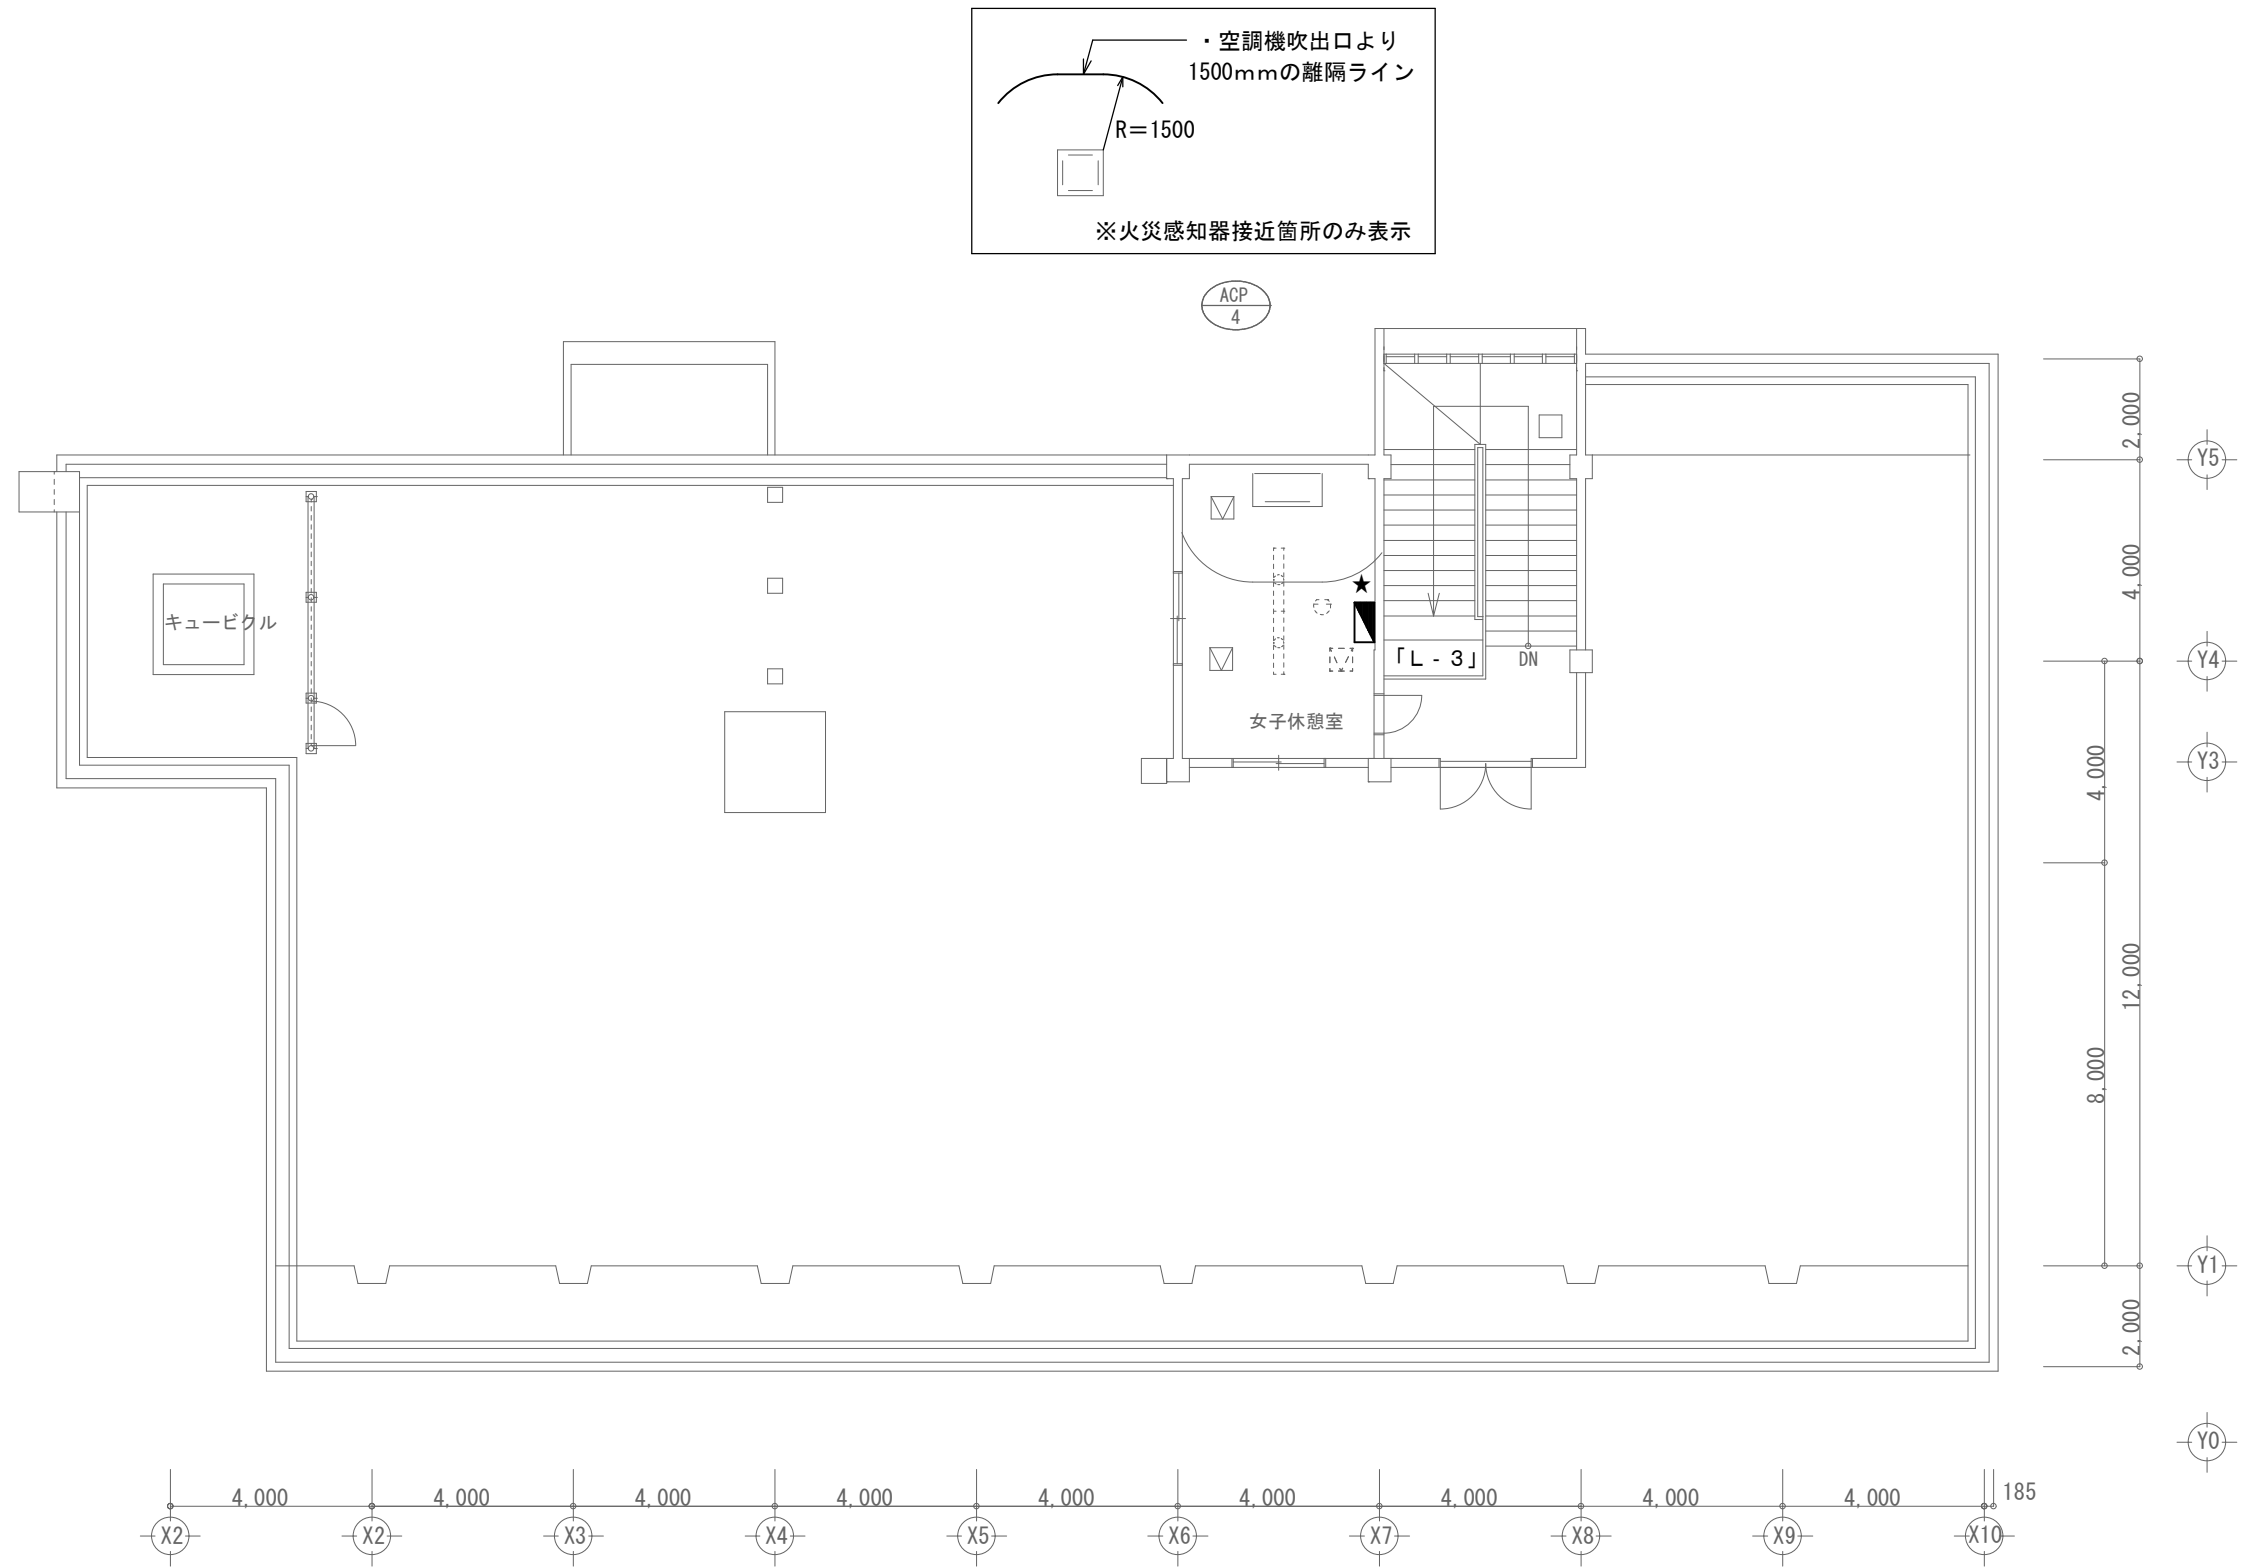 ・空調機吹出口より
1500mmの離隔ライン
R=1500
※火災感知器接近箇所のみ表示
ACP
4
キュービクル
「L-3」
DN
女子休憩室
2,000
4,000
4,000
12,000
8,000
2,000
Y5
Y4
Y3
Y1
Y0
4,000
4,000
4,000
4,000
4,000
4,000
4,000
4,000
4,000
185
X2
X2
X3
X4
X5
X6
X7
X8
X9
X10